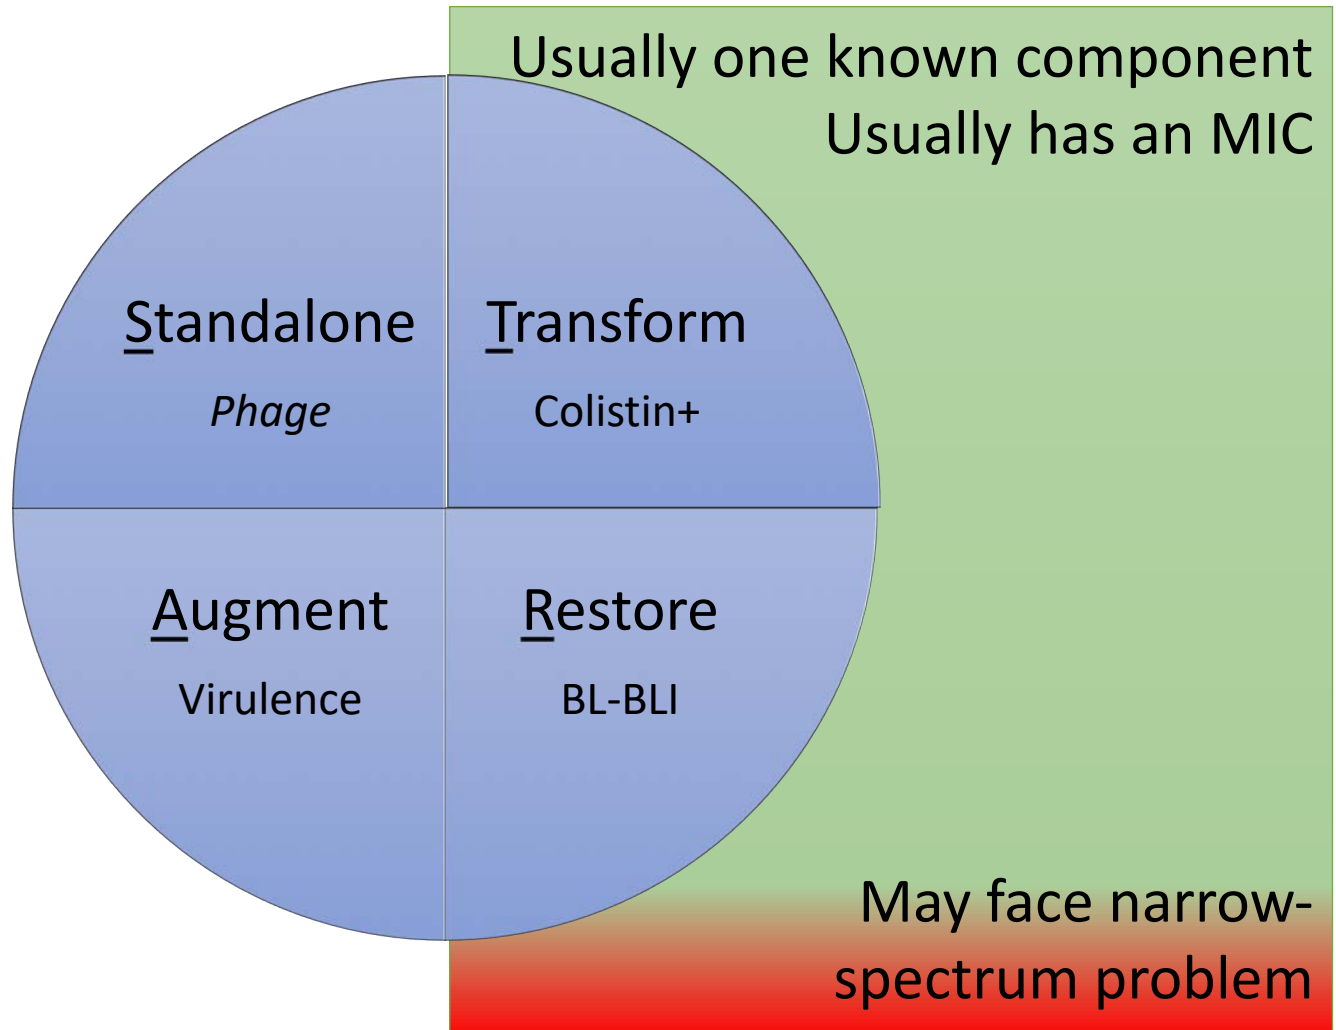 Usually one known component
Usually has an MIC
Standalone
Phage
Transform
Colistin+
Augment
Virulence
Restore
BL-BLI
May face narrow-
spectrum problem